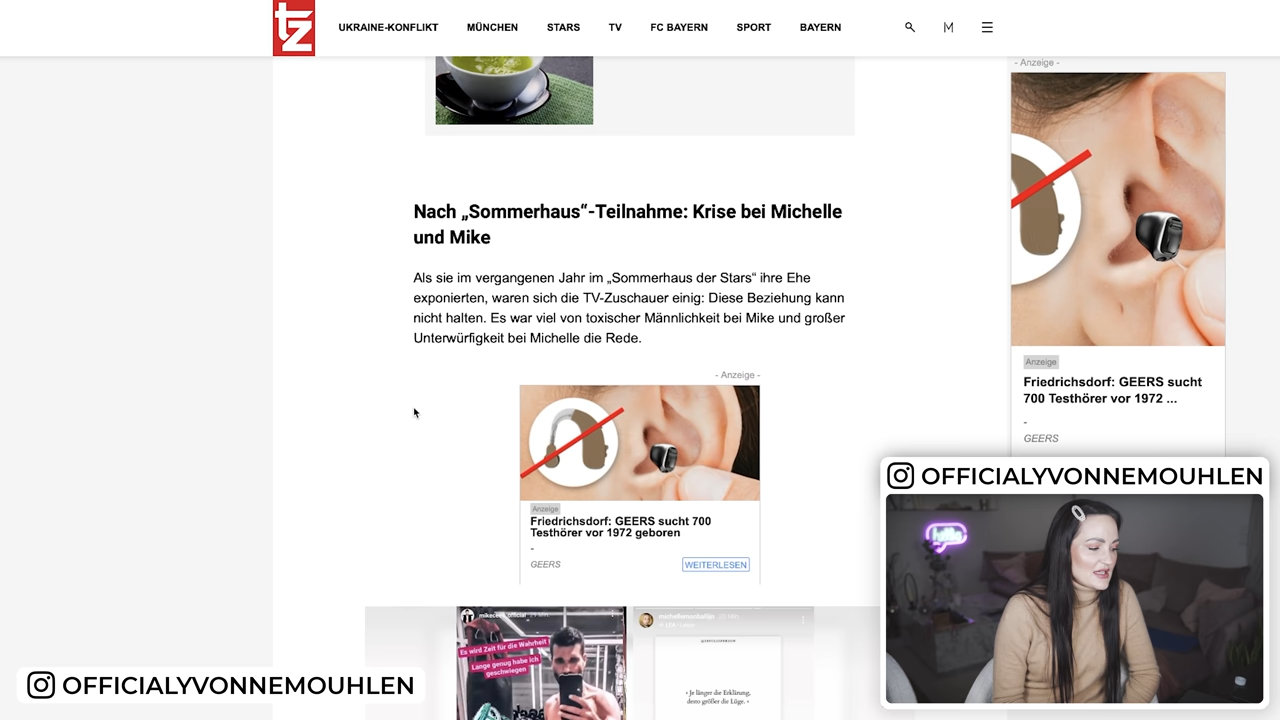 tz
UKRAINE-KONFLIKT
MÜNCHEN
STARS
TV
FC BAYERN
SPORT
BAYERN
M
- Anzeige -
Nach „Sommerhaus“-Teilnahme: Krise bei Michelle
und Mike
Als sie im vergangenen Jahr im „Sommerhaus der Stars“ ihre Ehe
exponierten, waren sich die TV-Zuschauer einig: Diese Beziehung kann
nicht halten. Es war viel von toxischer Männlichkeit bei Mike und großer
Unterwürfigkeit bei Michelle die Rede.
- Anzeige -
Anzeige
Friedrichsdorf: GEERS sucht 700
Testhörer vor 1972 geboren
-
GEERS
WEITERLESEN
Anzeige
Friedrichsdorf: GEERS sucht
700 Testhörer vor 1972 ...
-
GEERS
Es wird Zeit für die Wahrheit !
Lange genug habe ich
geschwiegen
« Je länger die Erklärung,
desto größer die Lüge. »
OFFICIALYVONNEMOUHLEN
hello
OFFICIALYVONNEMOUHLEN